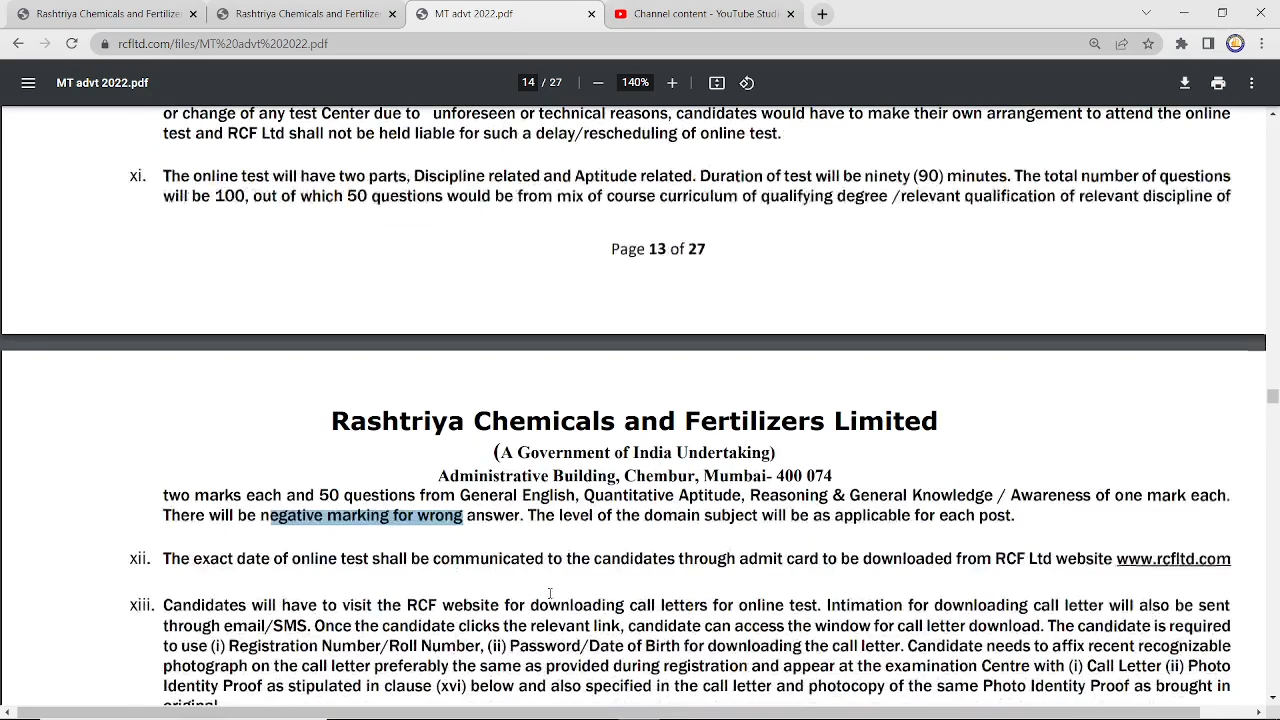 Rashtriya Chemicals and Fertilizer
Rashtriya Chemicals and Fertilizer
MT advt 2022.pdf
Channel content - YouTube Studi
rcfltd.com/files/MT%20advt%202022.pdf
MT advt 2022.pdf
14 / 27
140%
or change of any test Center due to unforeseen or technical reasons, candidates would have to make their own arrangement to attend the online
test and RCF Ltd shall not be held liable for such a delay/rescheduling of online test.
xi. The online test will have two parts, Discipline related and Aptitude related. Duration of test will be ninety (90) minutes. The total number of questions
will be 100, out of which 50 questions would be from mix of course curriculum of qualifying degree /relevant qualification of relevant discipline of
Page 13 of 27
Rashtriya Chemicals and Fertilizers Limited
(A Government of India Undertaking)
Administrative Building, Chembur, Mumbai- 400 074
two marks each and 50 questions from General English, Quantitative Aptitude, Reasoning & General Knowledge / Awareness of one mark each.
There will be negative marking for wrong answer. The level of the domain subject will be as applicable for each post.
xii. The exact date of online test shall be communicated to the candidates through admit card to be downloaded from RCF Ltd website www.rcfltd.com
xiii. Candidates will have to visit the RCF website for downloading call letters for online test. Intimation for downloading call letter will also be sent
through email/SMS. Once the candidate clicks the relevant link, candidate can access the window for call letter download. The candidate is required
to use (i) Registration Number/Roll Number, (ii) Password/Date of Birth for downloading the call letter. Candidate needs to affix recent recognizable
photograph on the call letter preferably the same as provided during registration and appear at the examination Centre with (i) Call Letter (ii) Photo
Identity Proof as stipulated in clause (xvi) below and also specified in the call letter and photocopy of the same Photo Identity Proof as brought in
original.